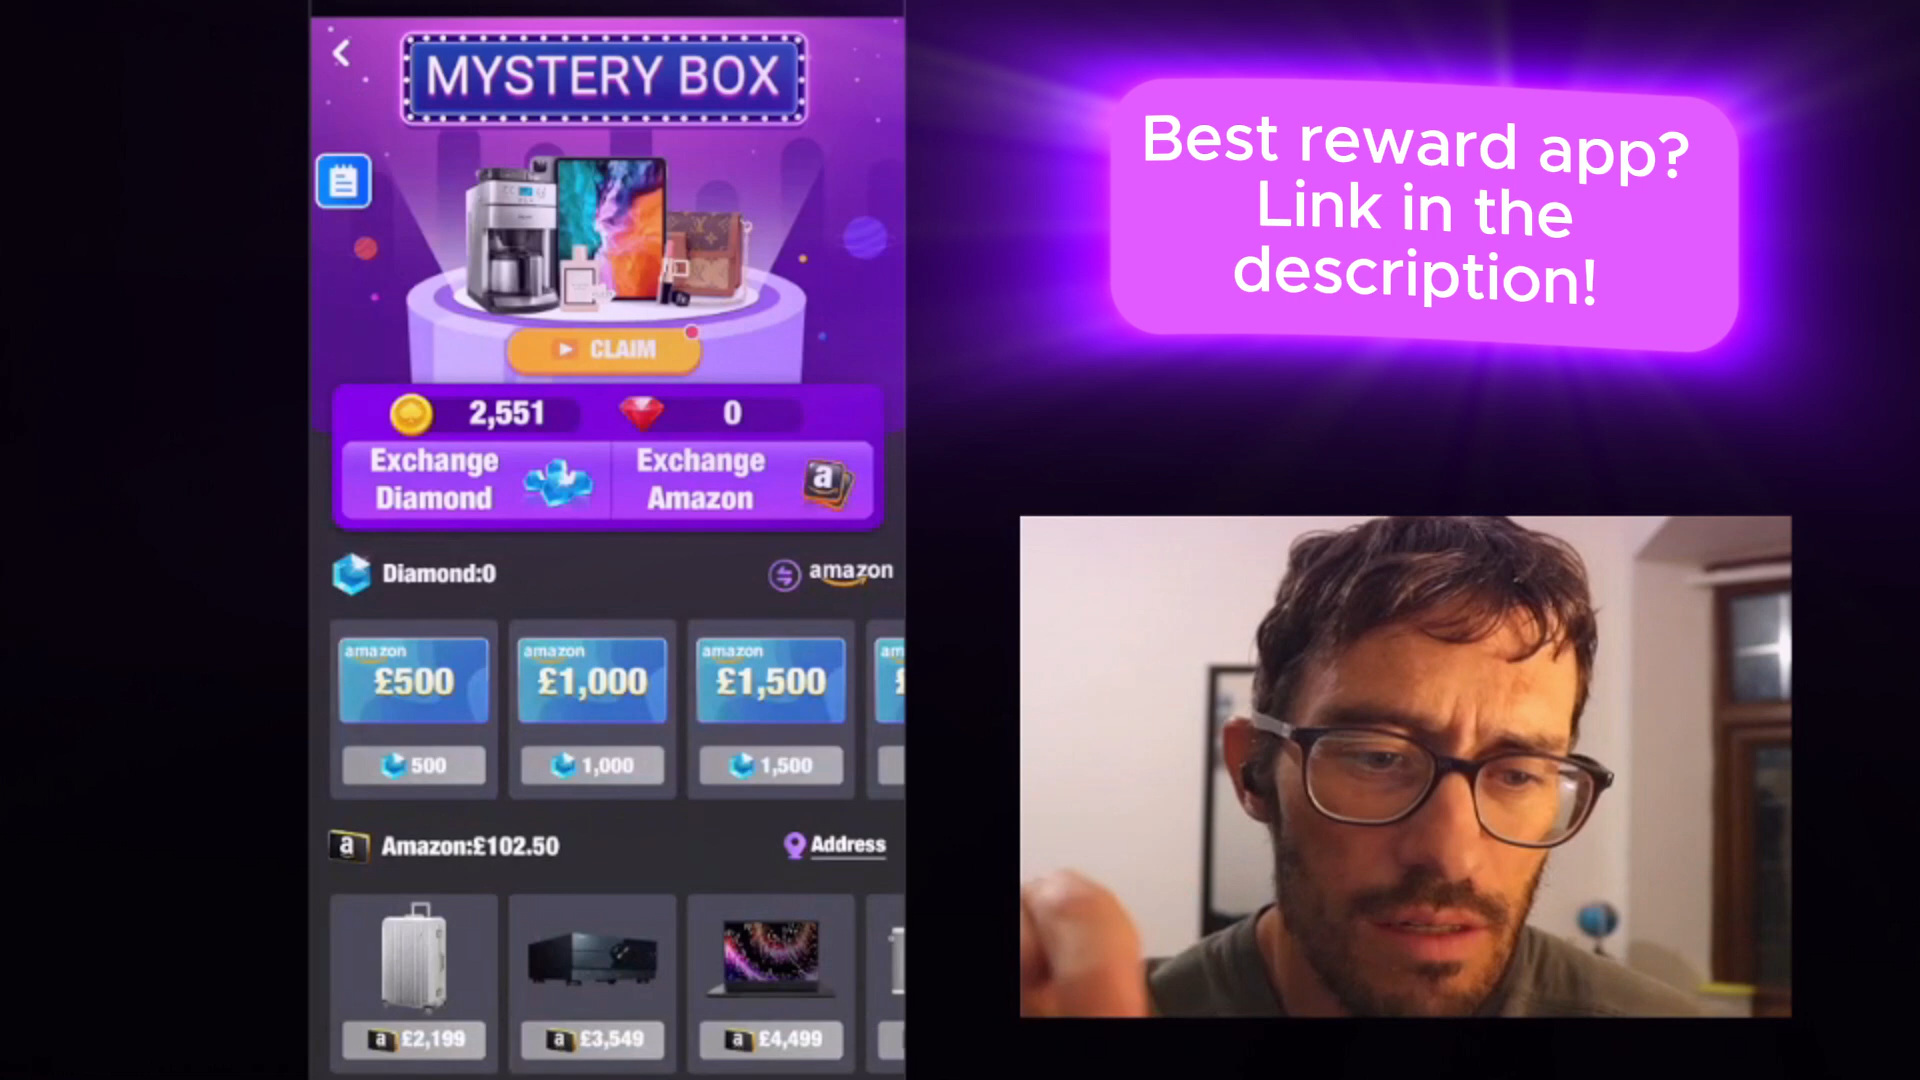 MYSTERY BOX
CLAIM
2,551
0
Exchange
Diamond
Exchange
a
Amazon
Diamond:0
amazon
amazon
£500
500
amazon
£1,000
1,000
amazon
£1,500
1,500
am
£
a
Amazon:£102.50
Address
a £2,199
a £3,549
a £4,499
Best reward app?
Link in the
description!